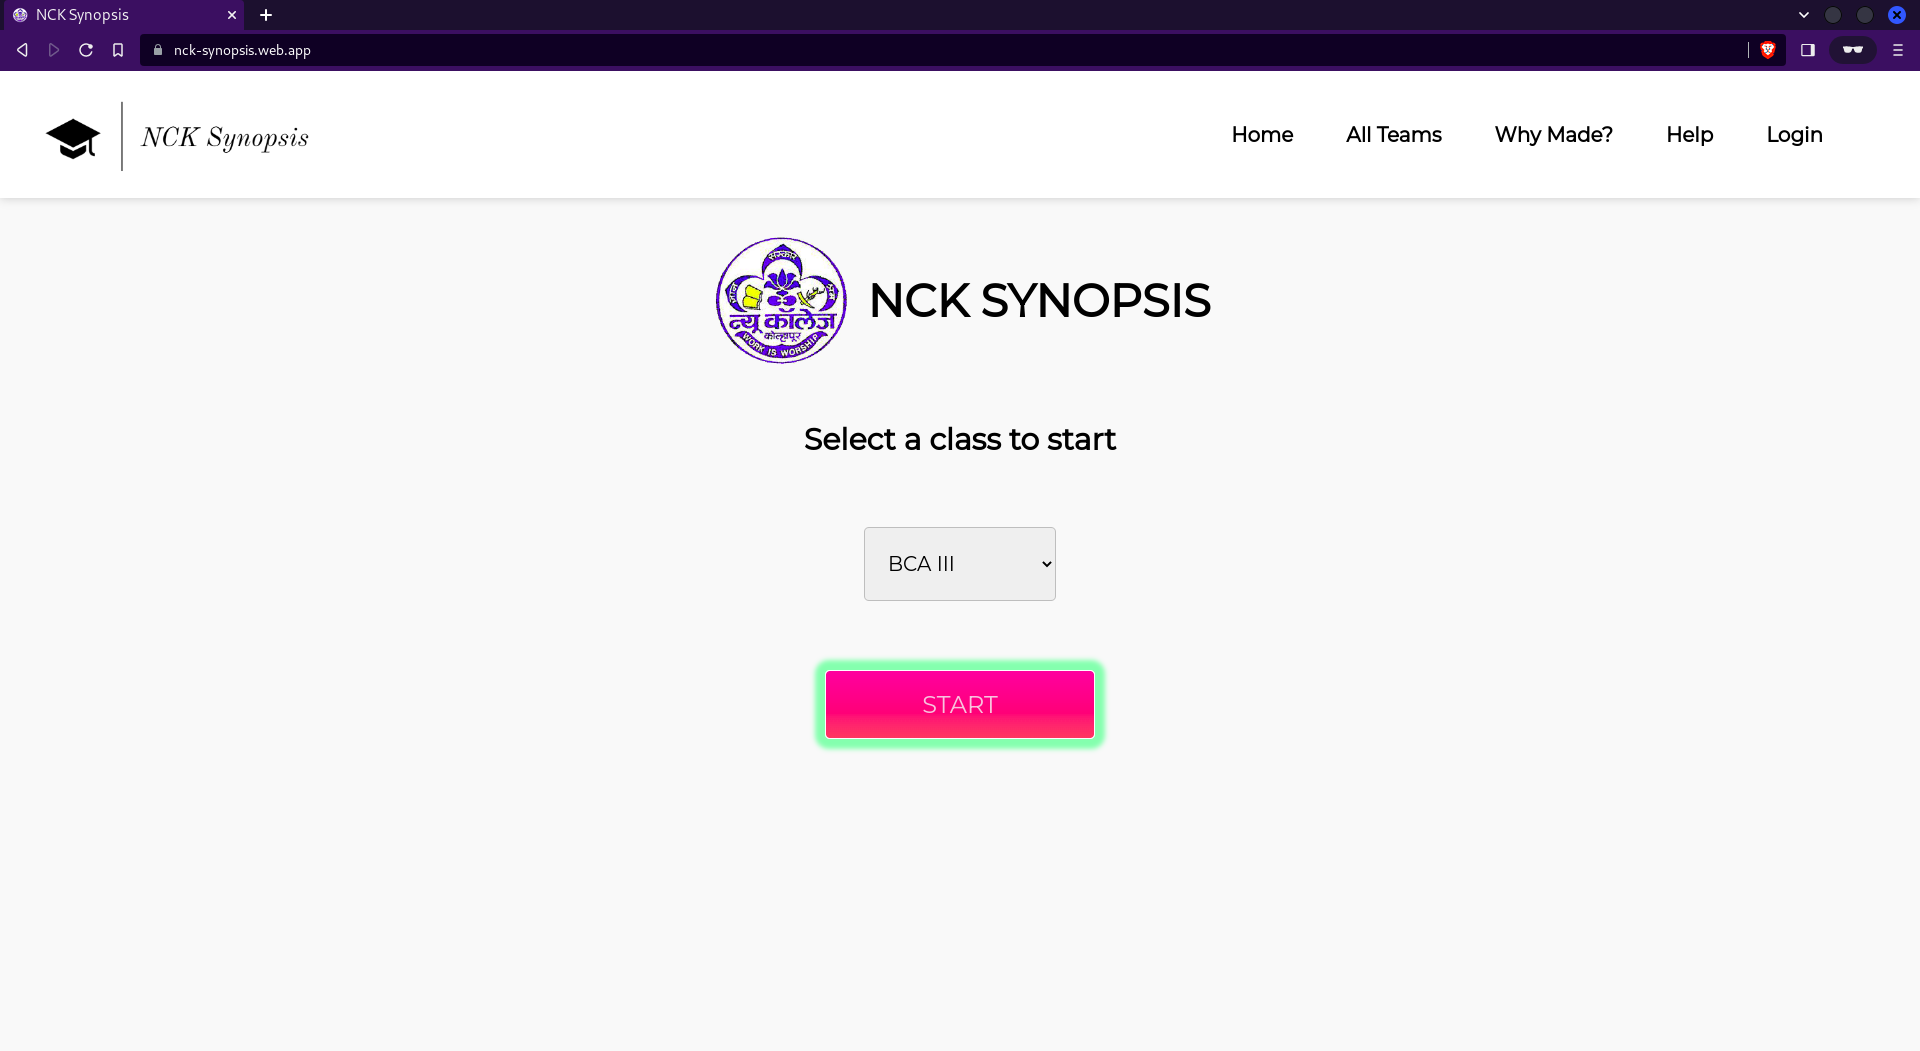 NCK Synopsis
nck-synopsis.web.app
NCK Synopsis
Home All Teams Why Made? Help Login
संस्कार
ज्ञान
न्यू कॉलेज
कोल्हापूर
WORK IS WORSHIP
NCK SYNOPSIS
Select a class to start
BCA III
START